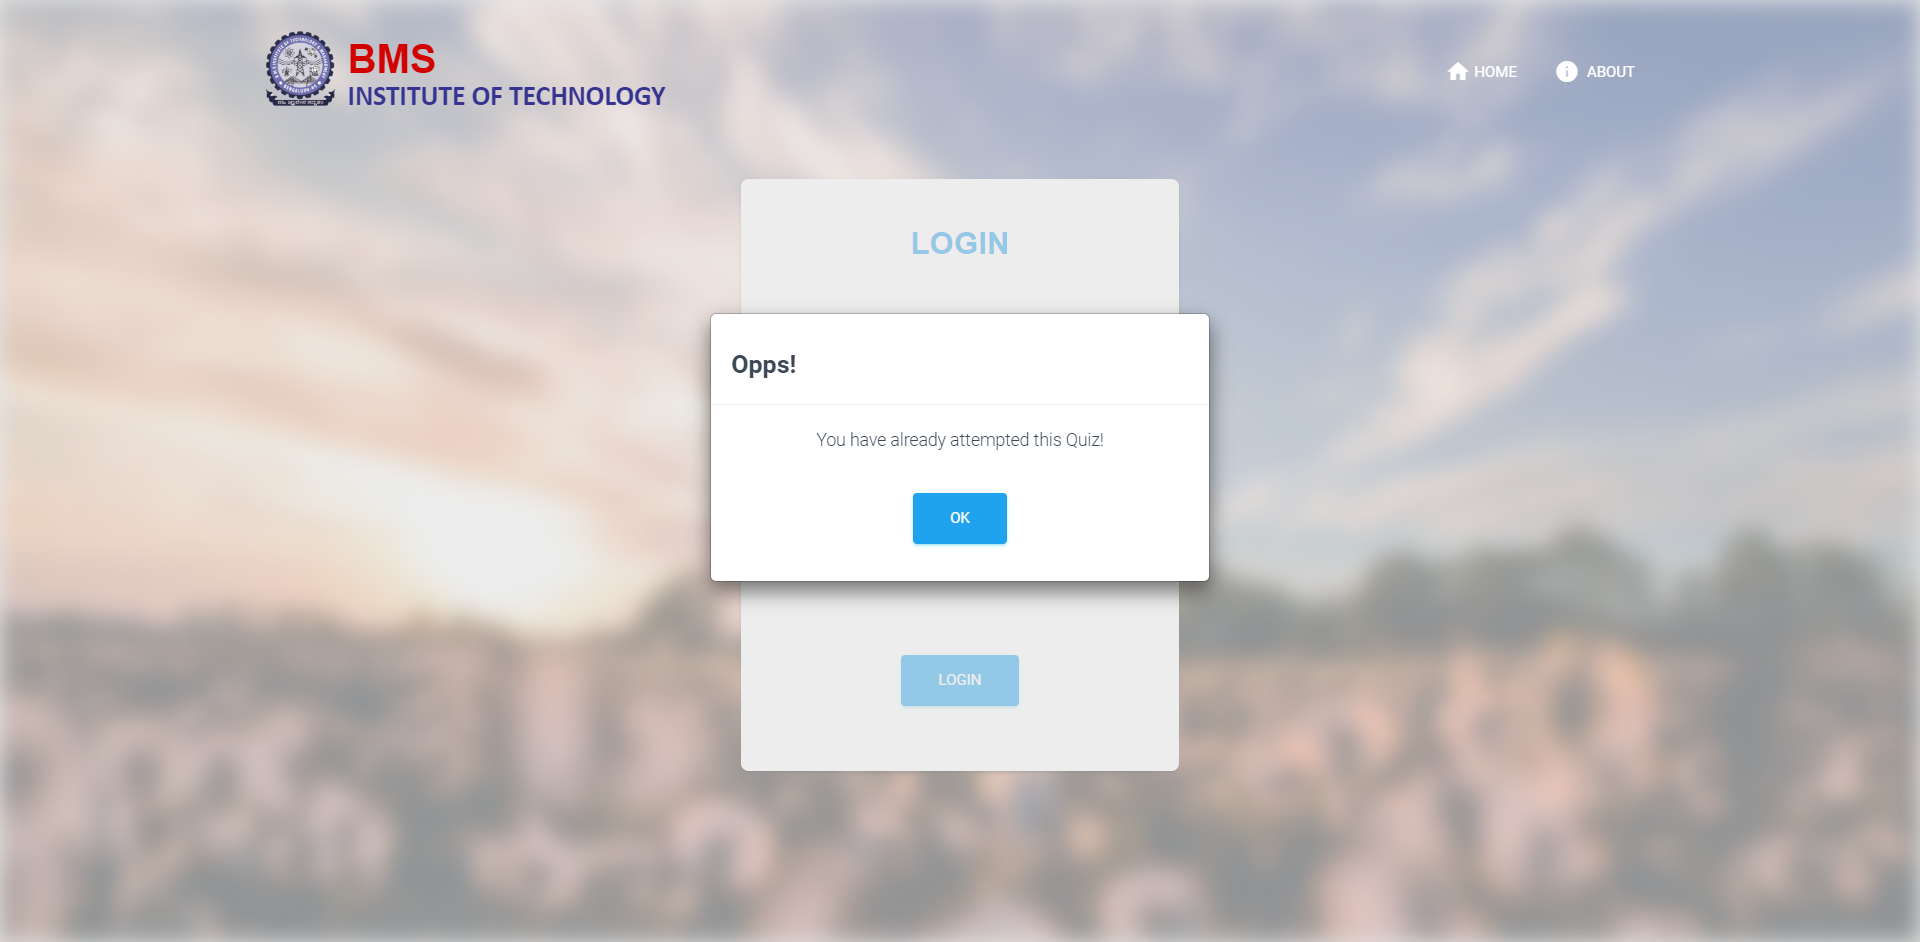 BMS
INSTITUTE OF TECHNOLOGY
HOME
ABOUT
LOGIN
Opps!
You have already attempted this Quiz!
OK
LOGIN